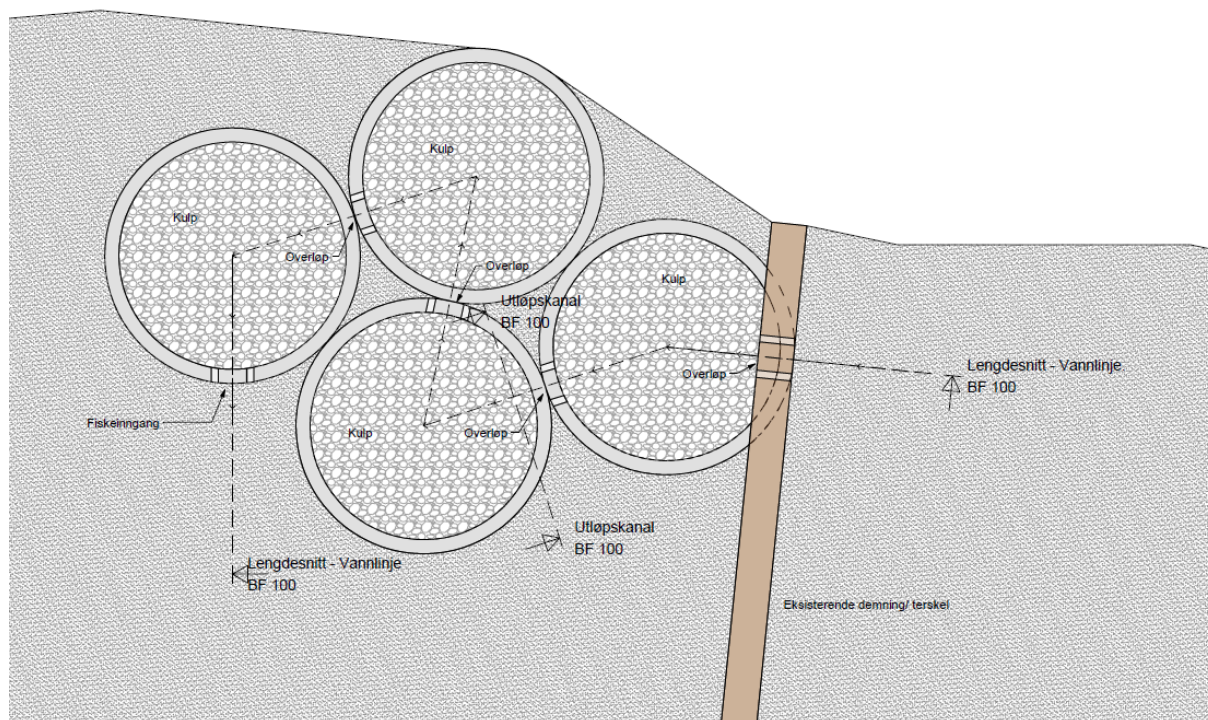 Kulp
Kulp
Overløp
Overløp
Kulp
Utløpskanal
BF 100
Overløp
Lengdesnitt - Vannlinje
BF 100
Fiskeinngang
Kulp
Overløp
Utløpskanal
BF 100
Lengdesnitt - Vannlinje
BF 100
Eksisterende demning/ terskel